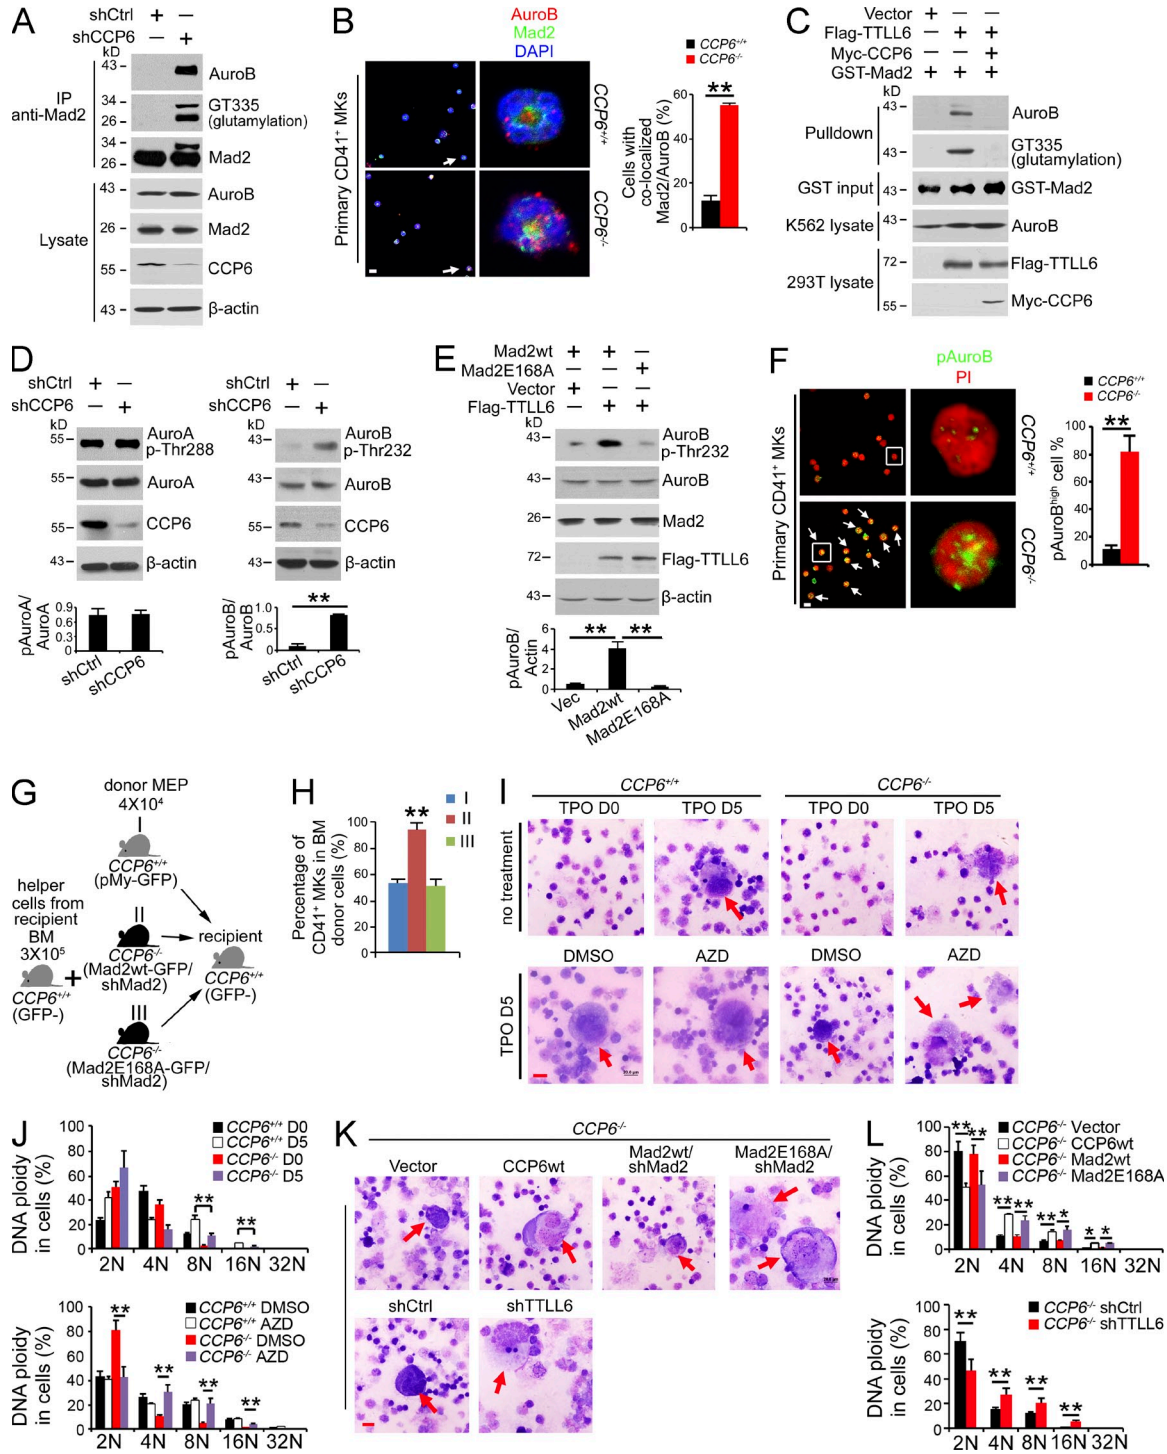 A
shCtrl + −
shCCP6 − +
kD
IP
anti-Mad2
43
AuroB
34
26
GT335
(glutamylation)
34
26
Mad2
Lysate
43
AuroB
26
Mad2
55
CCP6
43
β-actin
B
AuroB
Mad2
DAPI
Primary CD41⁺ MKs
CCP6⁺/⁺
CCP6⁻/⁻
CCP6⁺/⁺
CCP6⁻/⁻
**
Cells with
co-localized
Mad2/AuroB (%)
60
40
20
0
C
Vector + − −
Flag-TTLL6 − + +
Myc-CCP6 − − +
GST-Mad2 + + +
kD
Pulldown
43
AuroB
43
GT335
(glutamylation)
GST input
43
GST-Mad2
K562 lysate
43
AuroB
293T lysate
72
Flag-TTLL6
55
Myc-CCP6
D
shCtrl + −
shCCP6 − +
kD
55
AuroA
p-Thr288
55
AuroA
55
CCP6
43
β-actin
pAuroA/
AuroA
0.9
0.6
0.3
0
shCtrl
shCCP6
shCtrl + −
shCCP6 − +
kD
43
AuroB
p-Thr232
43
AuroB
55
CCP6
43
β-actin
pAuroB/
AuroB
1.0
0.5
0
**
shCtrl
shCCP6
E
Mad2wt + + −
Mad2E168A − − +
Vector + − −
Flag-TTLL6 − + +
kD
43
AuroB
p-Thr232
43
AuroB
26
Mad2
72
Flag-TTLL6
43
β-actin
pAuroB/
Actin
6
4
2
0
** **
Vec
Mad2wt
Mad2E168A
F
pAuroB
PI
Primary CD41⁺ MKs
CCP6⁺/⁺
CCP6⁻/⁻
CCP6⁺/⁺
CCP6⁻/⁻
**
pAuroBhigh cell %
100
80
60
40
20
0
G
donor MEP
4X10⁴
I
CCP6⁺/⁺
(pMy-GFP)
helper
cells from
recipient
BM
3X10⁵
CCP6⁺/⁺
(GFP-)
+
II
CCP6⁻/⁻
(Mad2wt-GFP/
shMad2)
recipient
CCP6⁺/⁺
(GFP-)
III
CCP6⁻/⁻
(Mad2E168A-GFP/
shMad2)
H
I
II
III
**
Percentage of
CD41⁺ MKs in BM
donor cells (%)
100
80
60
40
20
0
I
CCP6⁺/⁺ CCP6⁻/⁻
TPO D0 TPO D5 TPO D0 TPO D5
no treatment
DMSO AZD DMSO AZD
TPO D5
J
DNA ploidy
in cells (%)
100
80
60
40
20
0
CCP6⁺/⁺ D0
CCP6⁺/⁺ D5
CCP6⁻/⁻ D0
CCP6⁻/⁻ D5
** **
2N 4N 8N 16N 32N
DNA ploidy
in cells (%)
100
80
60
40
20
0
CCP6⁺/⁺ DMSO
CCP6⁺/⁺ AZD
CCP6⁻/⁻ DMSO
CCP6⁻/⁻ AZD
** ** ** **
2N 4N 8N 16N 32N
K
CCP6⁻/⁻
Vector CCP6wt
Mad2wt/
shMad2
Mad2E168A/
shMad2
shCtrl shTTLL6
L
DNA ploidy
in cells (%)
100
80
60
40
20
0
CCP6⁻/⁻ Vector
CCP6⁻/⁻ CCP6wt
CCP6⁻/⁻ Mad2wt
CCP6⁻/⁻ Mad2E168A
** ** ** ** ** * * *
2N 4N 8N 16N 32N
DNA ploidy
in cells (%)
100
80
60
40
20
0
CCP6⁻/⁻ shCtrl
CCP6⁻/⁻ shTTLL6
** ** ** **
2N 4N 8N 16N 32N